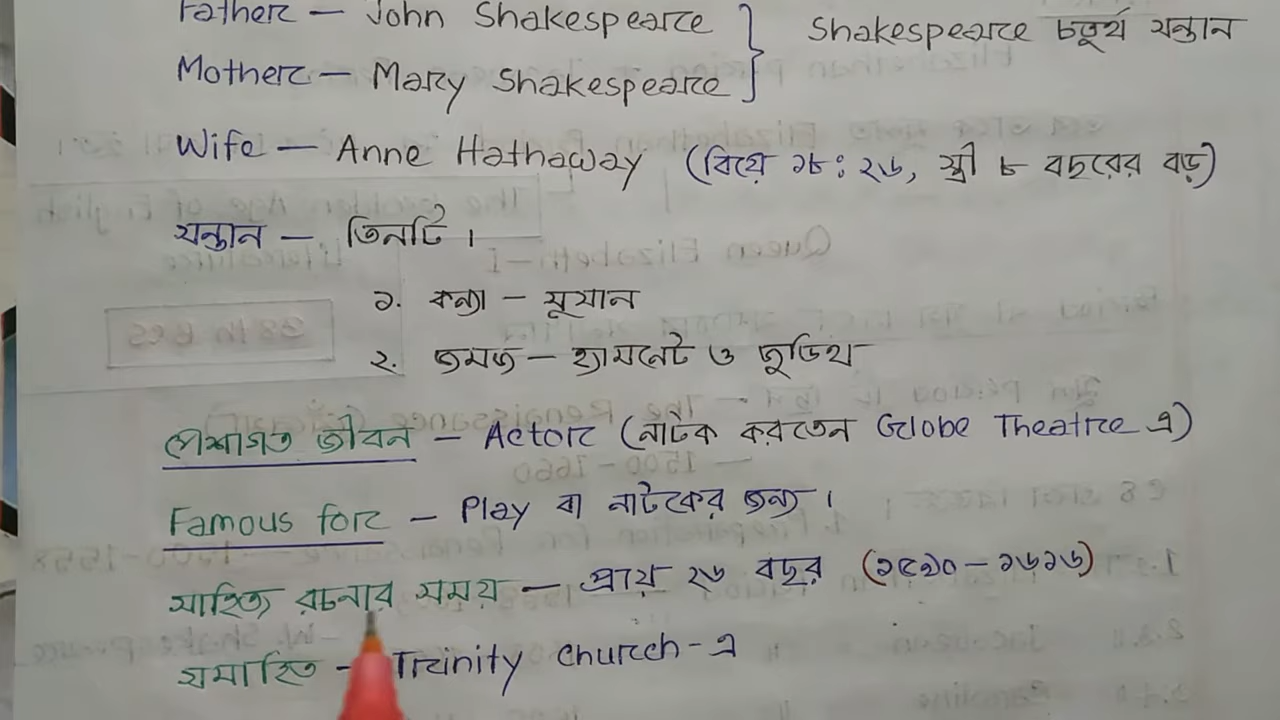 Father - John Shakespeare } Shakespeare চতুর্থ সন্তান
Mother - Mary Shakespeare
Wife - Anne Hathaway (বিয়ে ১৮:২৬, স্ত্রী ৮ বছরের বড়)
সন্তান - তিনটি।
১. কন্যা - সুসান
২. জমজ - হ্যামনেট ও জুডিথ
পেশাগত জীবন - Actor (নাটক করতেন Globe Theatre এ)
Famous for - Play বা নাটকের জন্য।
সাহিত্য রচনার সময় - প্রায় ২৬ বছর (১৫৯০-১৬১৬)
সমাহিত - Trinity Church-এ